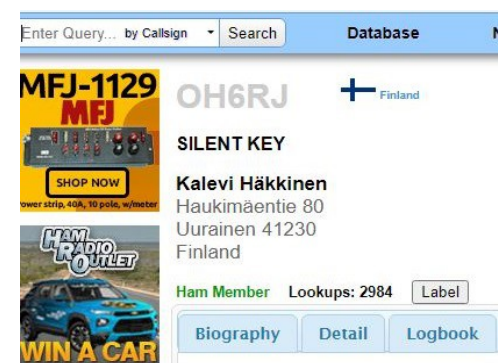 Enter Query... by Callsign Search Database
MFJ-1129
MFJ
SHOP NOW
ower strip, 40A, 10 pole, w/meter
HAM
RADIO
OUTLET
WIN A CAR
OH6RJ Finland
SILENT KEY
Kalevi Häkkinen
Haukimäentie 80
Uurainen 41230
Finland
Ham Member Lookups: 2984 Label
Biography Detail Logbook